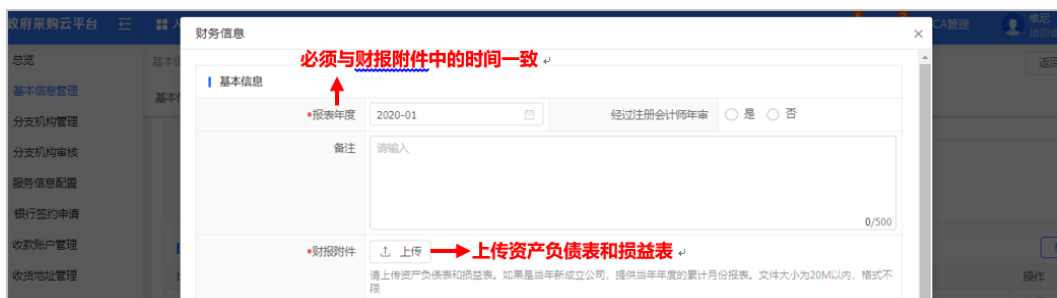 政府采购云平台
CA管理
维尼
总览
基本信息管理
分支机构管理
分支机构审核
服务信息配置
银行签约申请
收款账户管理
收货地址管理
财务信息
必须与财报附件中的时间一致
基本信息
*报表年度
2020-01
经过注册会计师年审
是
否
备注
请输入
0/500
*财报附件
上传
上传资产负债表和损益表
请上传资产负债表和损益表。如果是当年新成立公司，提供当年年度的累计月份报表。文件大小为20M以内，格式不
限
操作